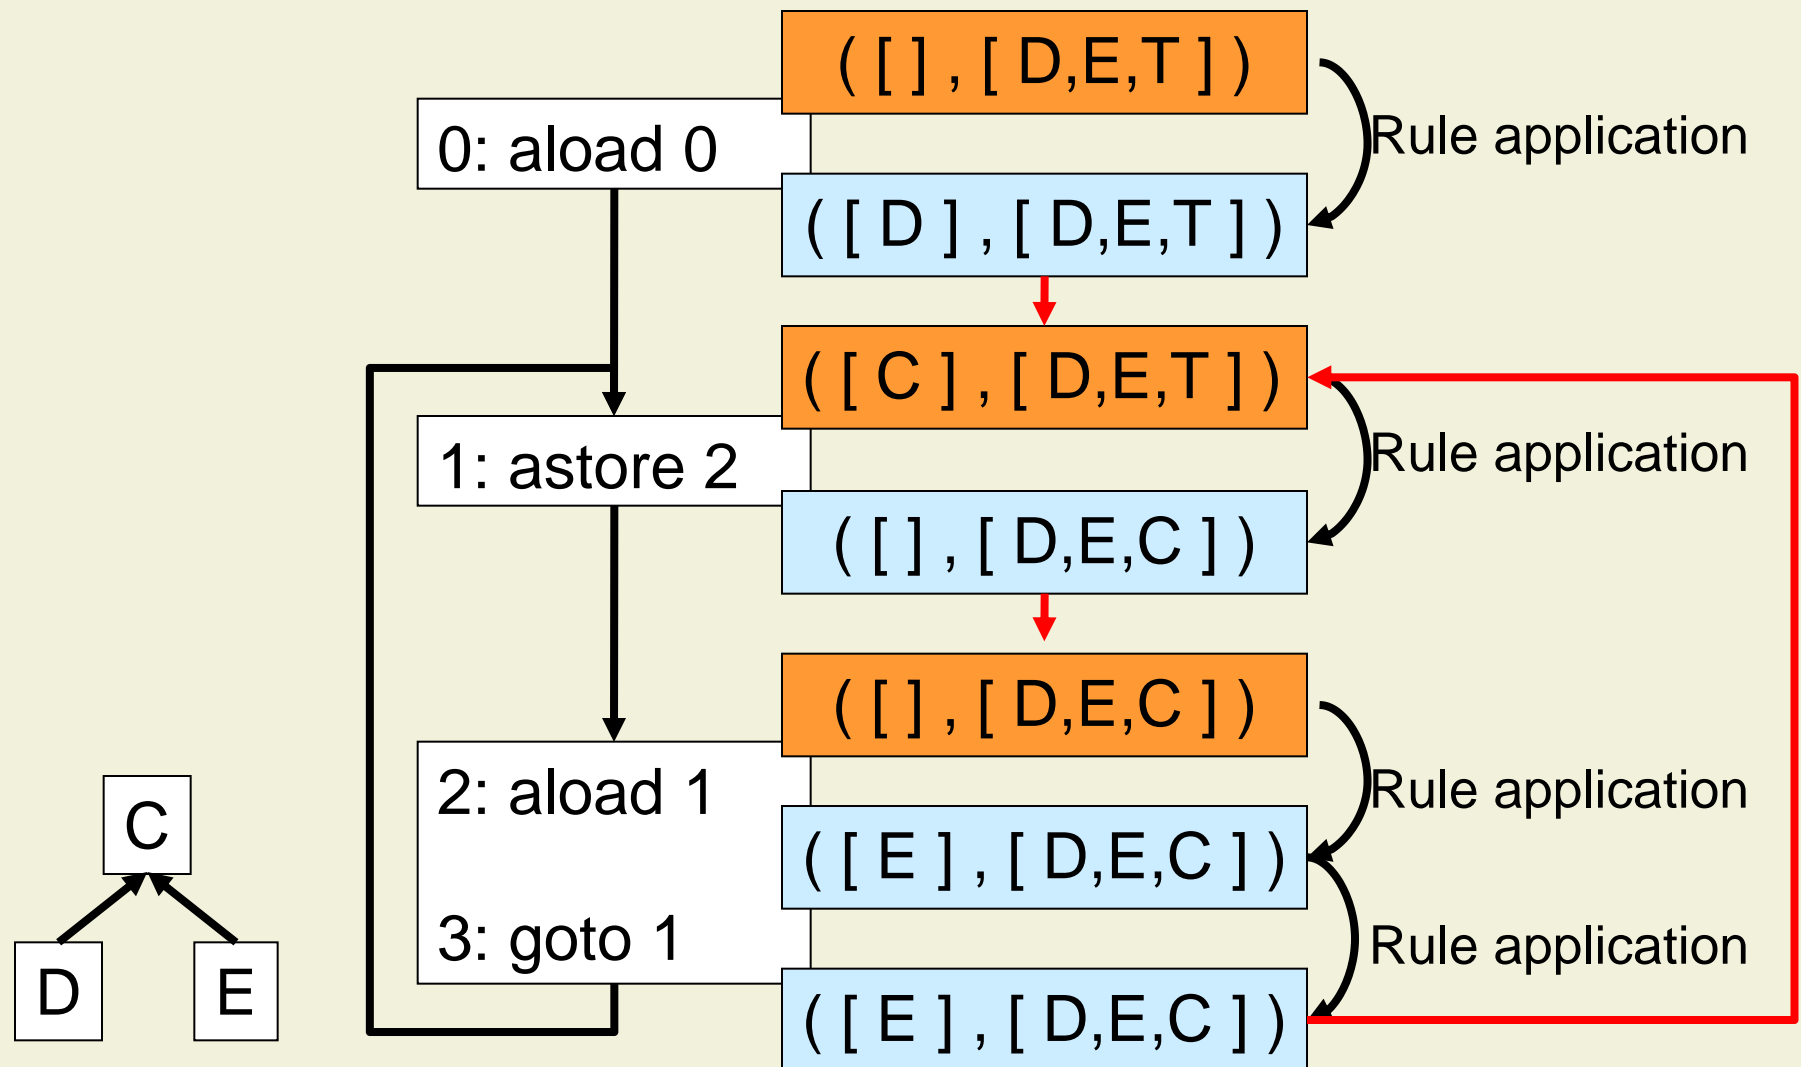 ( [ ] , [ D,E,T ] )
0: aload 0
Rule application
( [ D ] , [ D,E,T ] )
( [ C ] , [ D,E,T ] )
1: astore 2
Rule application
( [ ] , [ D,E,C ] )
( [ ] , [ D,E,C ] )
2: aload 1
Rule application
( [ E ] , [ D,E,C ] )
3: goto 1
Rule application
( [ E ] , [ D,E,C ] )
C
D
E